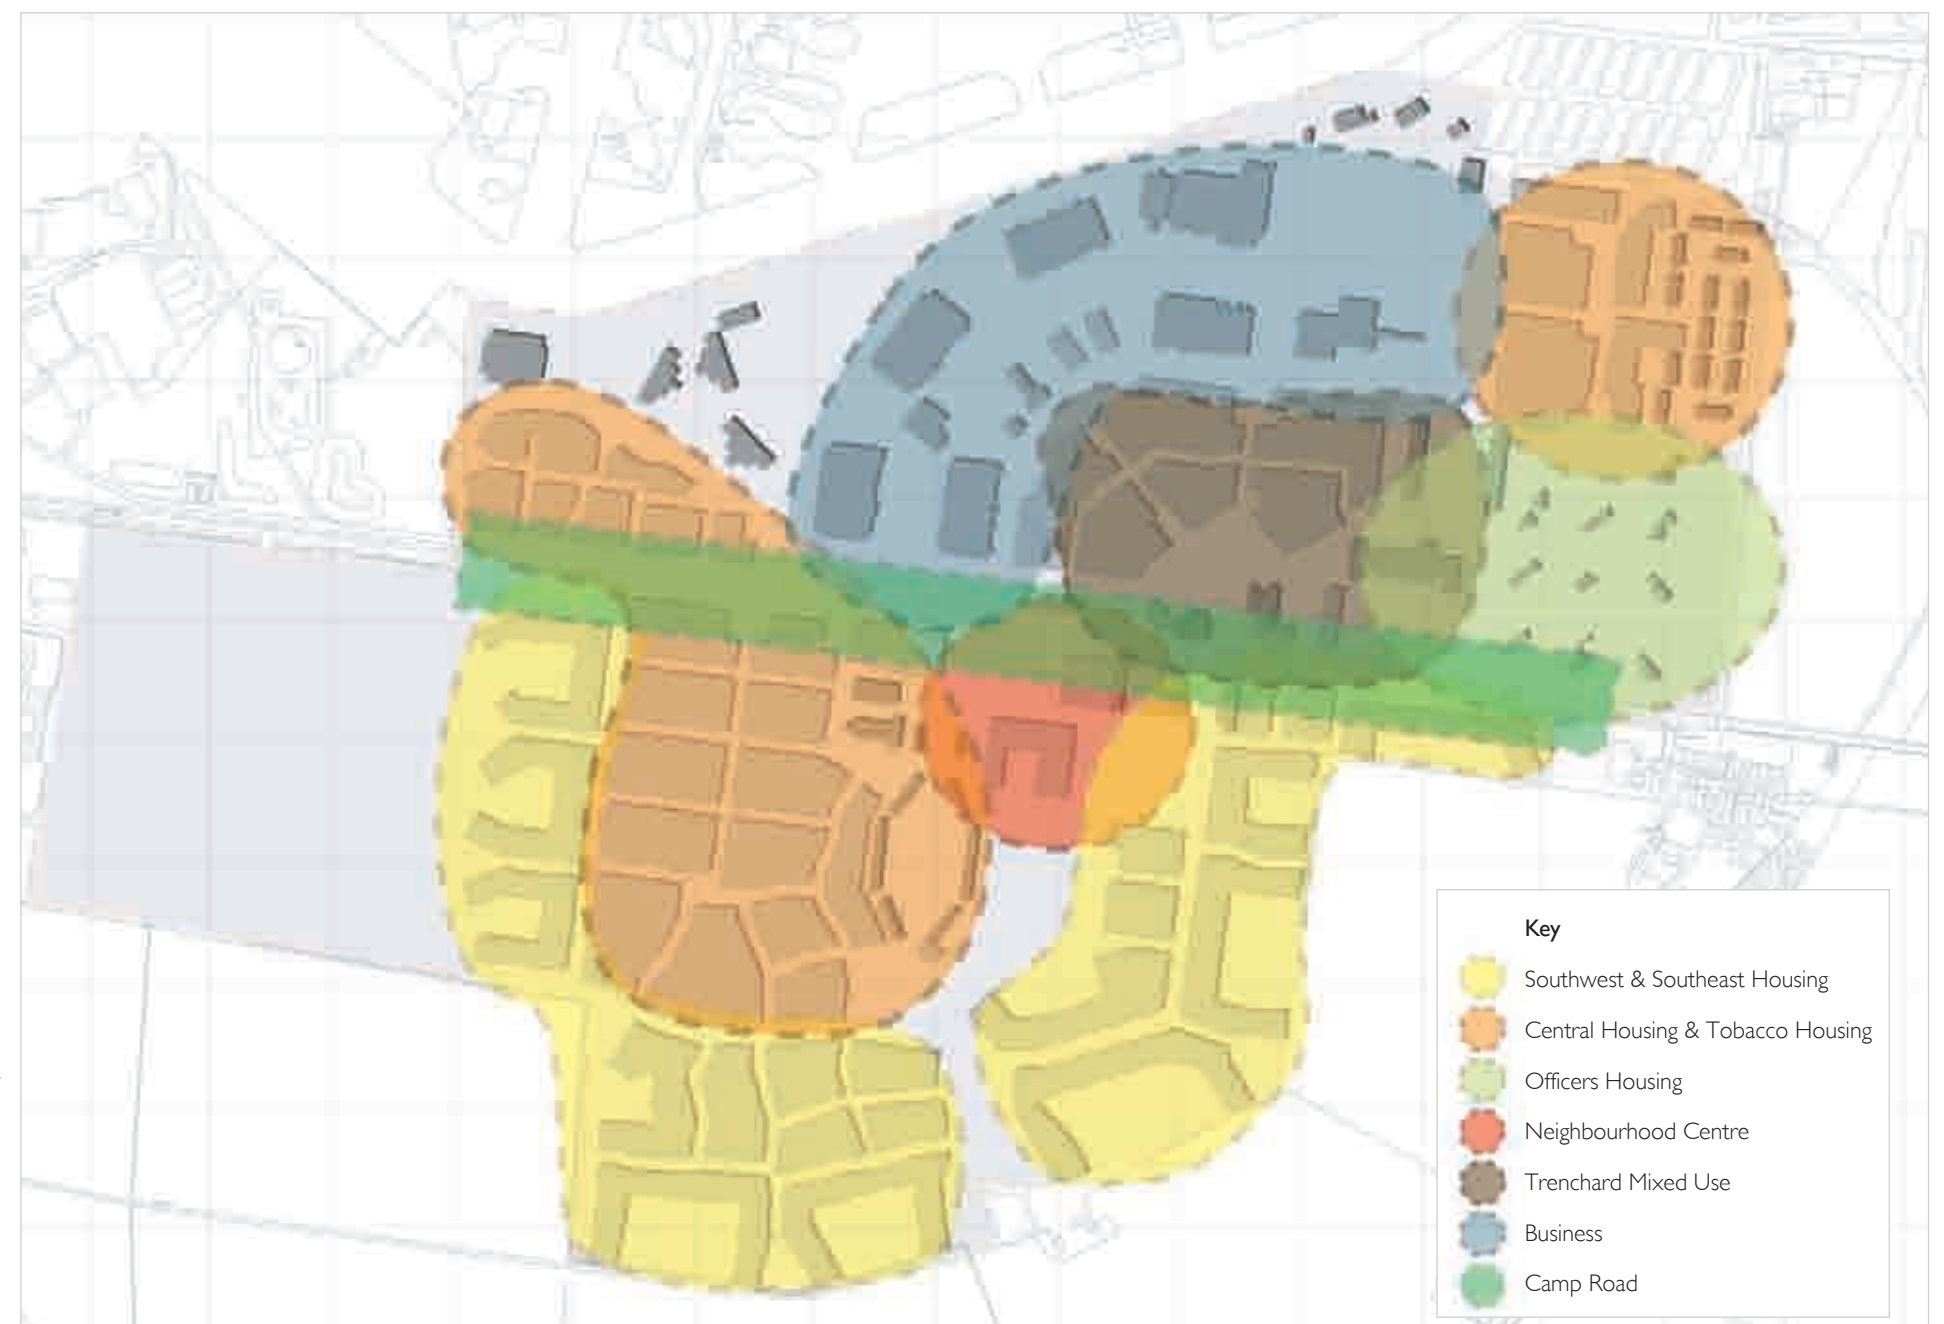 Key
Southwest & Southeast Housing
Central Housing & Tobacco Housing
Officers Housing
Neighbourhood Centre
Trenchard Mixed Use
Business
Camp Road